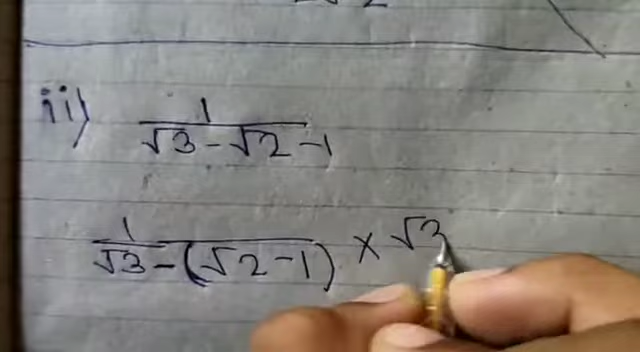 ii) 1/(√3-√2-1)
1/(√3-(√2-1)) × √3